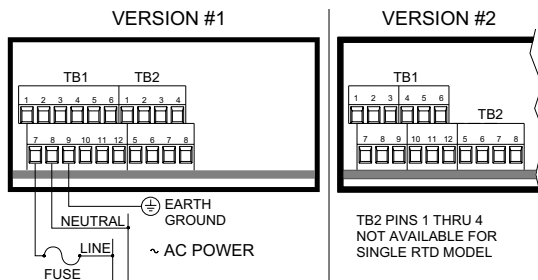 VERSION #1
VERSION #2
TB1 TB2
1 2 3 4 5 6 1 2 3 4
7 8 9 10 11 12 5 6 7 8
EARTH
GROUND
NEUTRAL
LINE
FUSE
~ AC POWER
TB1
1 2 3 4 5 6
TB2
7 8 9 10 11 12 5 6 7 8
TB2 PINS 1 THRU 4
NOT AVAILABLE FOR
SINGLE RTD MODEL